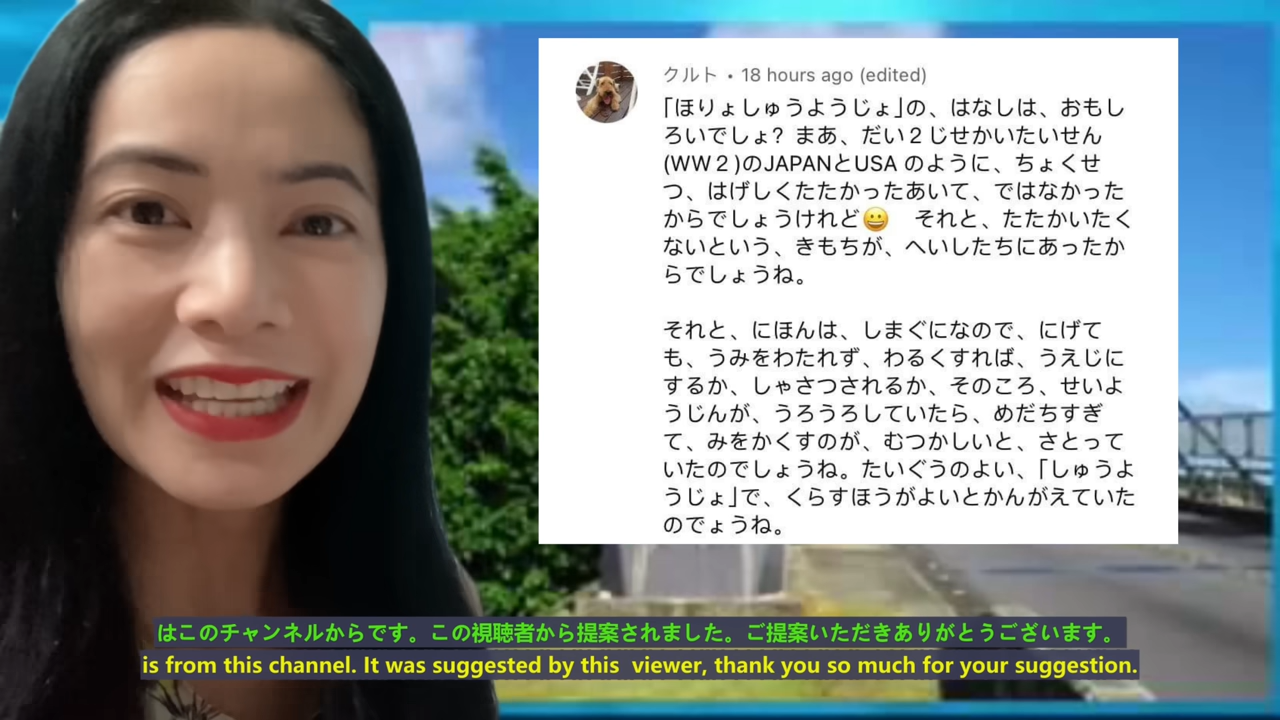 クルト • 18 hours ago (edited)
「ほりょしゅうようじょ」の、はなしは、おもし
ろいでしょ? まあ、だい２じせかいたいせん
(WW２)のJAPANとUSA のように、ちょくせ
つ、はげしくたたかったあいて、ではなかった
からでしょうけれど😀　それと、たたかいたく
ないという、きもちが、へいしたちにあったか
らでしょうね。
それと、にほんは、しまぐになので、にげて
も、うみをわたれず、わるくすれば、うえじに
するか、しゃさつされるか、そのころ、せいよ
うじんが、うろうろしていたら、めだちすぎ
て、みをかくすのが、むつかしいと、さとって
いたのでしょうね。たいぐうのよい、「しゅうよ
うじょ」で、くらすほうがよいとかんがえていた
のでょうね。
はこのチャンネルからです。この視聴者から提案されました。ご提案いただきありがとうございます。
is from this channel. It was suggested by this viewer, thank you so much for your suggestion.